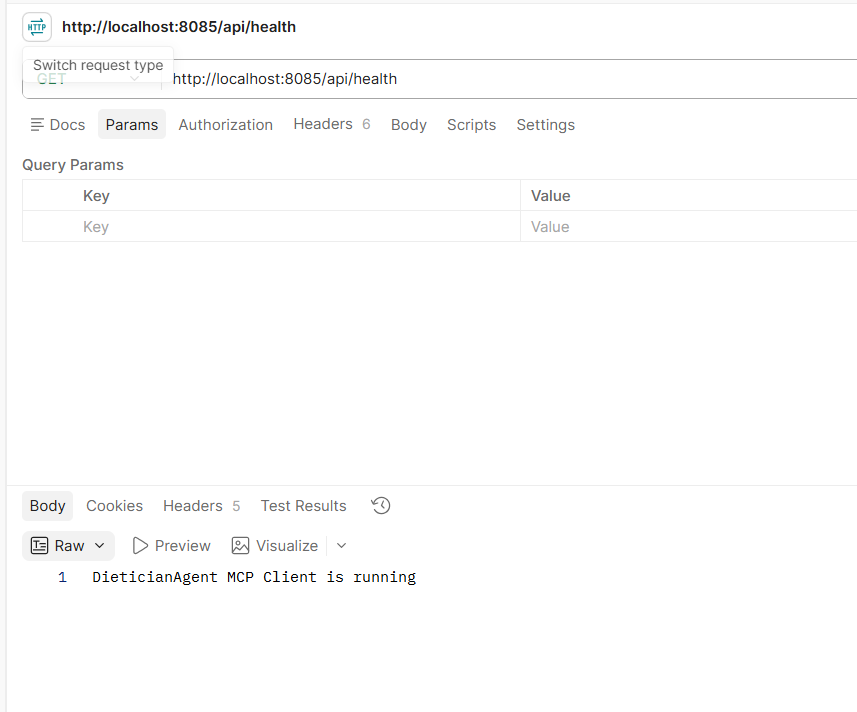 HTTP http://localhost:8085/api/health
Switch request type
GET http://localhost:8085/api/health
Docs Params Authorization Headers 6 Body Scripts Settings
Query Params
Key Value
Key Value
Body Cookies Headers 5 Test Results
Raw Preview Visualize
1 DieticianAgent MCP Client is running